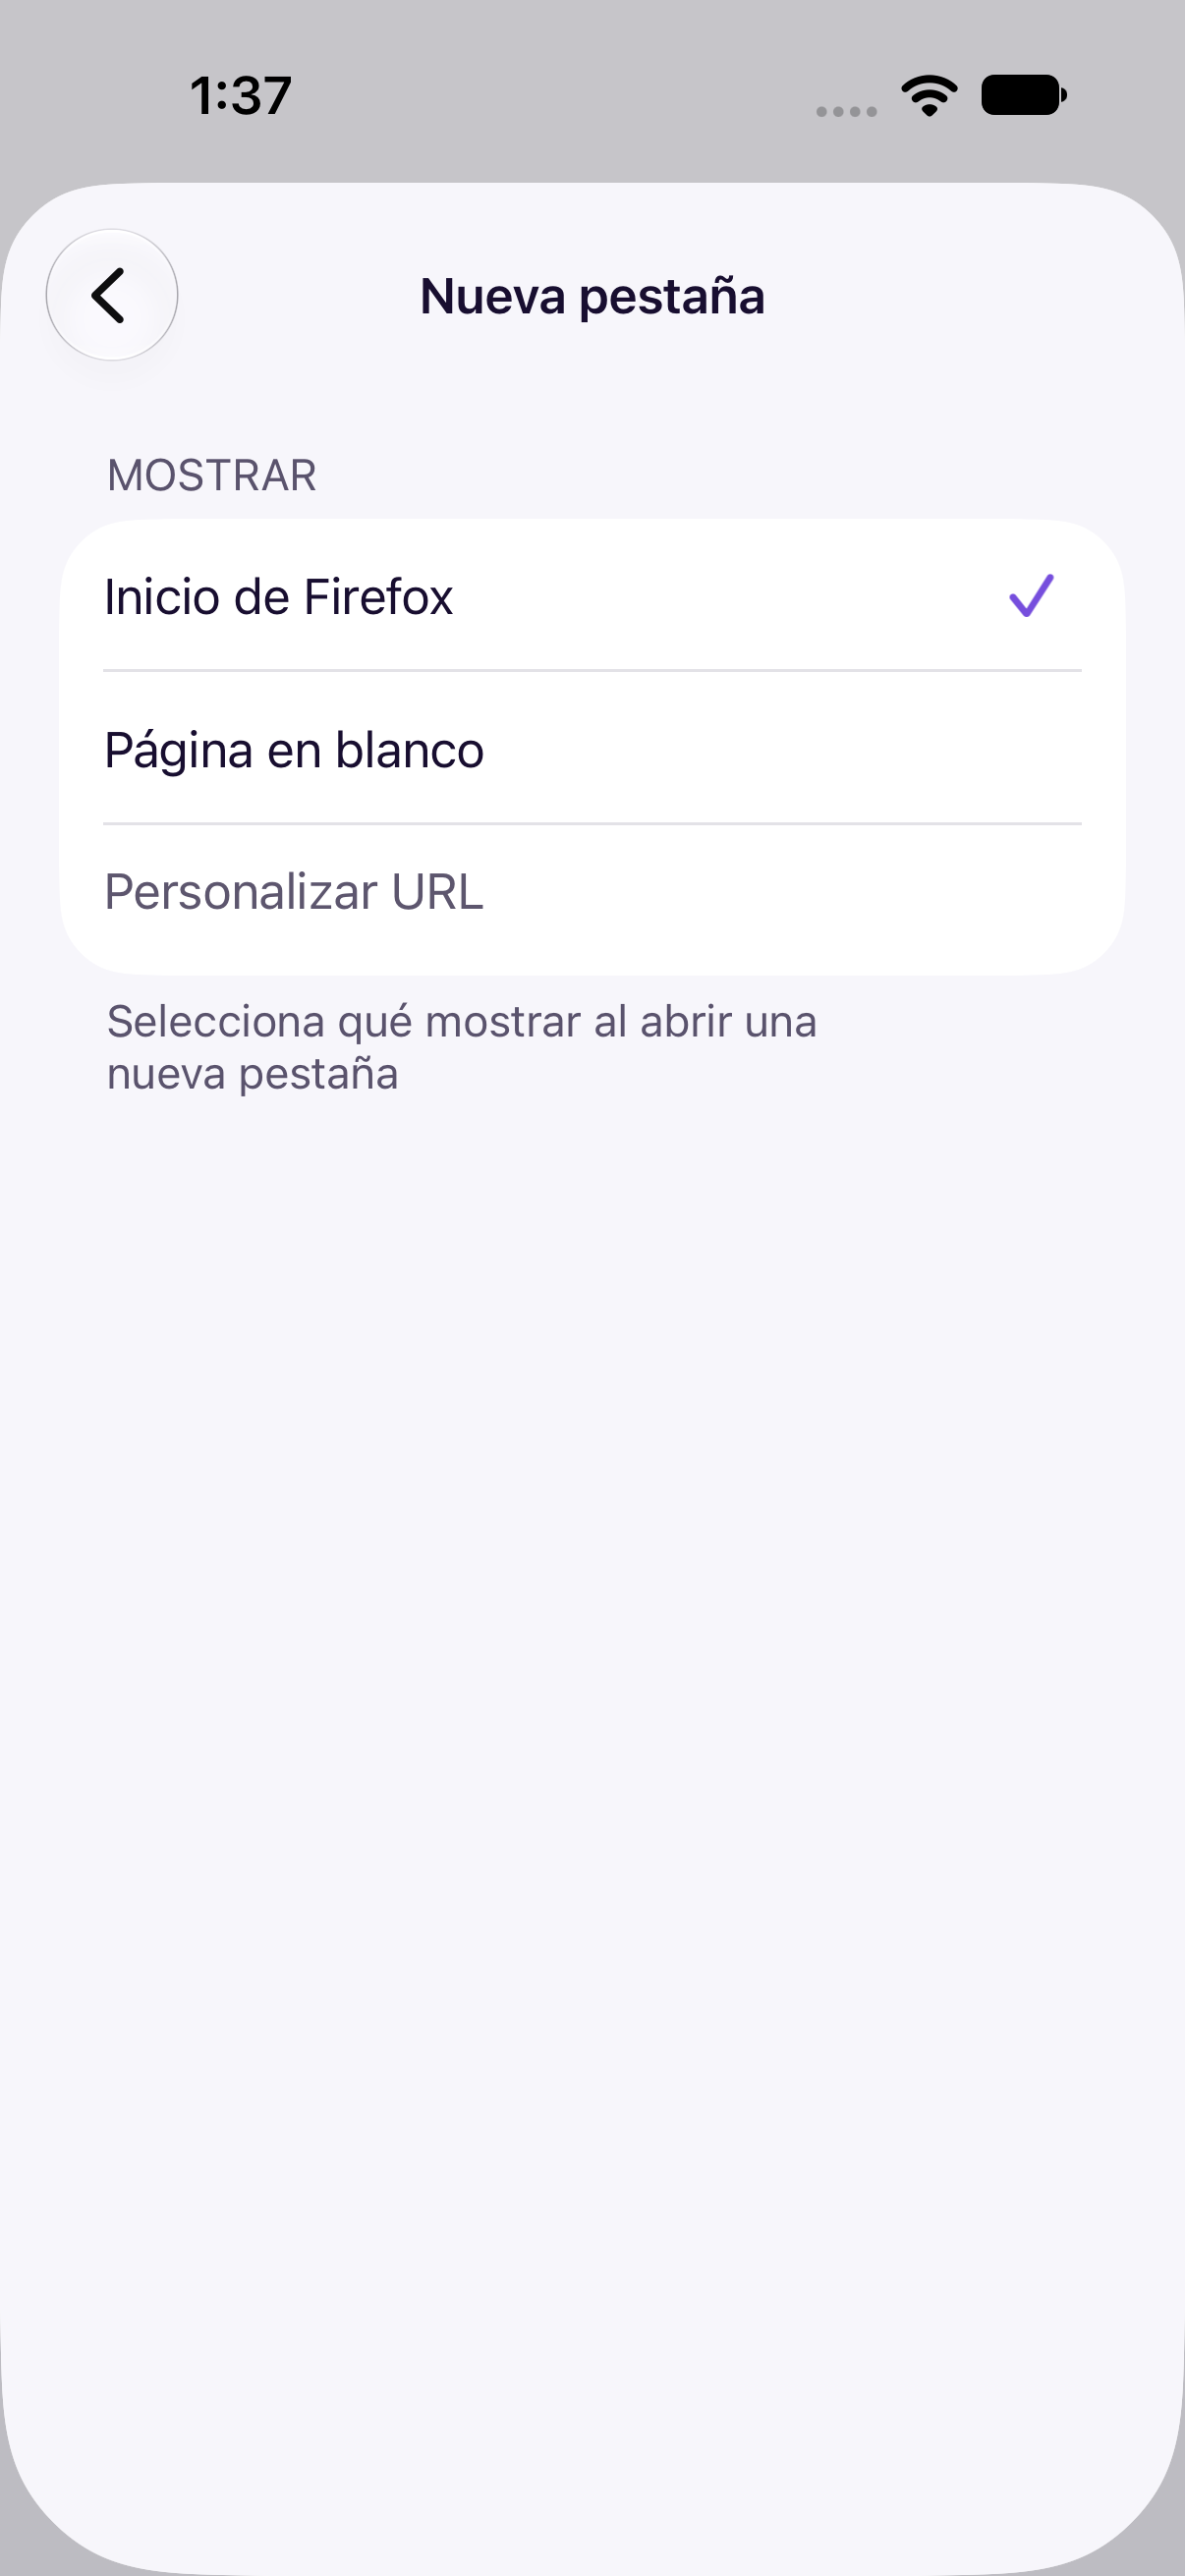 1:37
Nueva pestaña
MOSTRAR
Inicio de Firefox
Página en blanco
Personalizar URL
Selecciona qué mostrar al abrir una
nueva pestaña